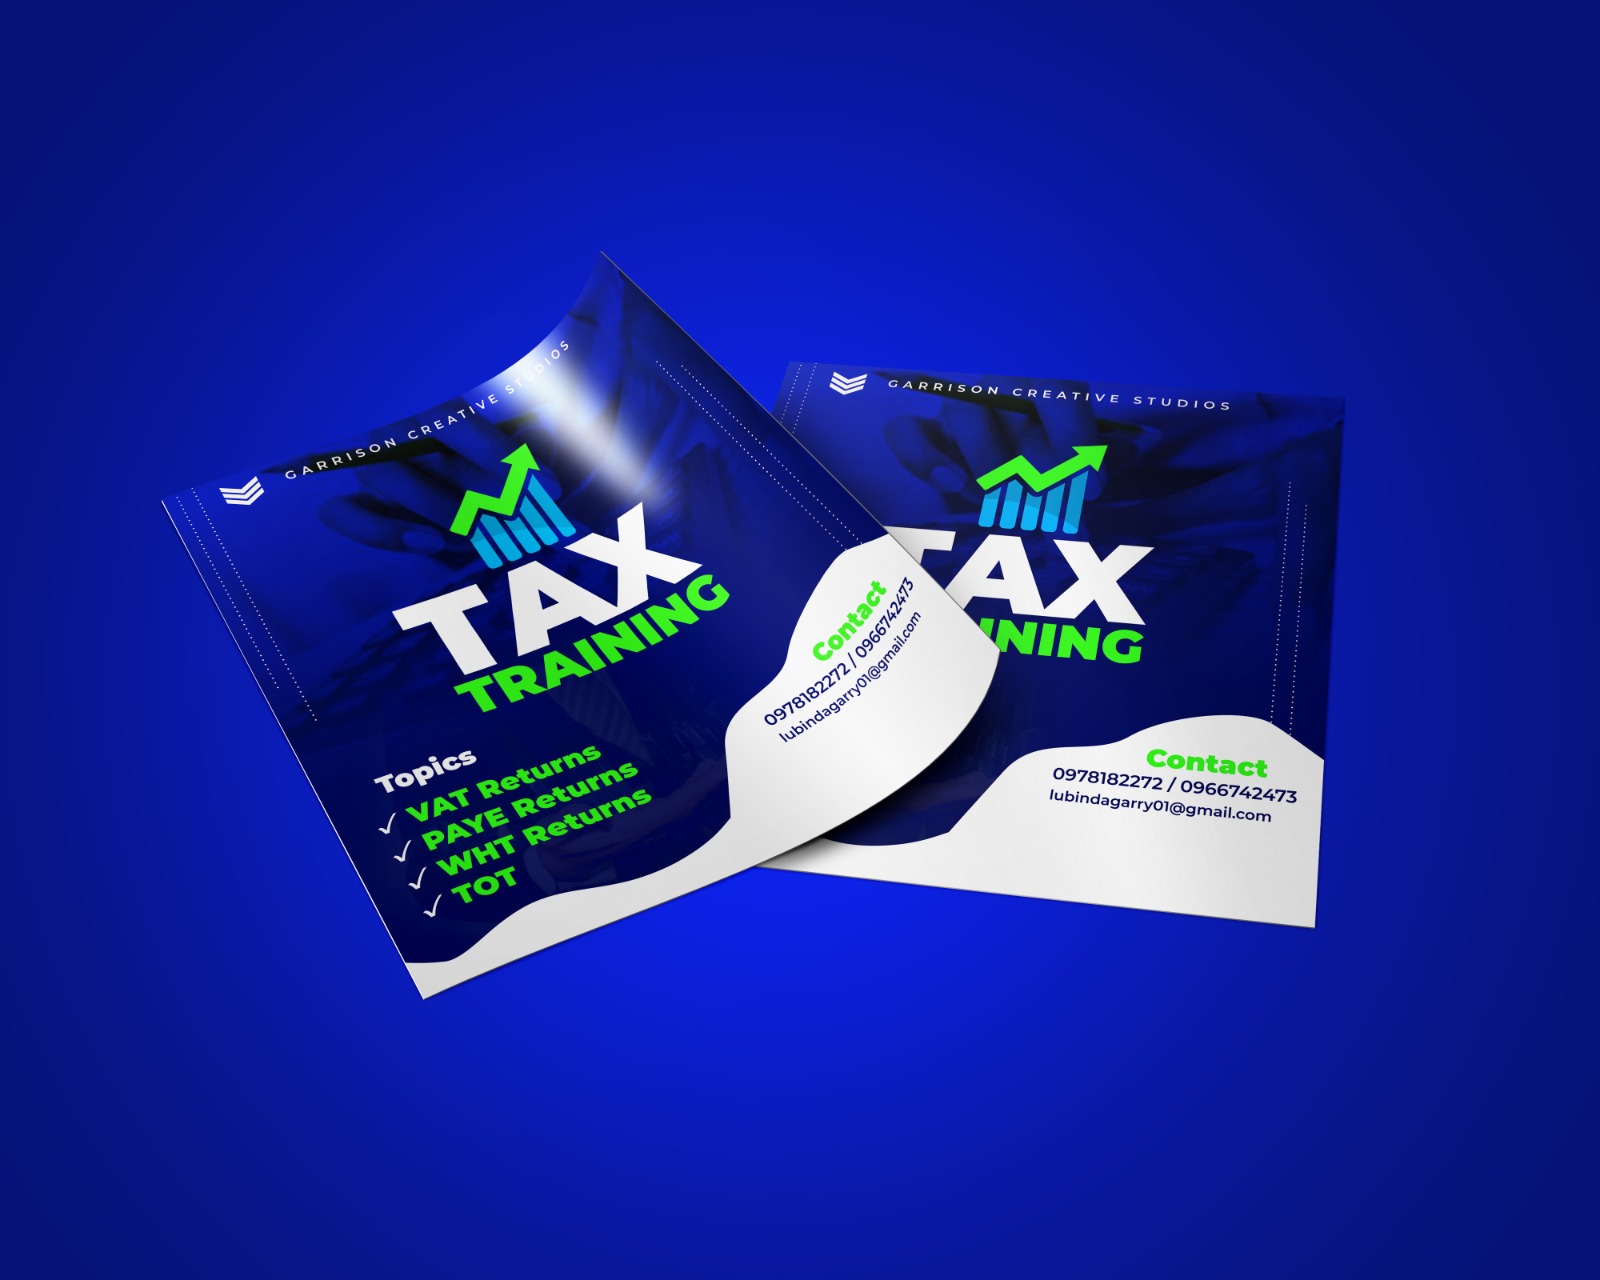 GARRISON CREATIVE STUDIOS
TAX
TRAINING
Topics
VAT Returns
PAYE Returns
WHT Returns
TOT
Contact
0978182272 / 0966742473
lubindagarry01@gmail.com
GARRISON CREATIVE STUDIOS
TAX
INING
Contact
0978182272 / 0966742473
lubindagarry01@gmail.com